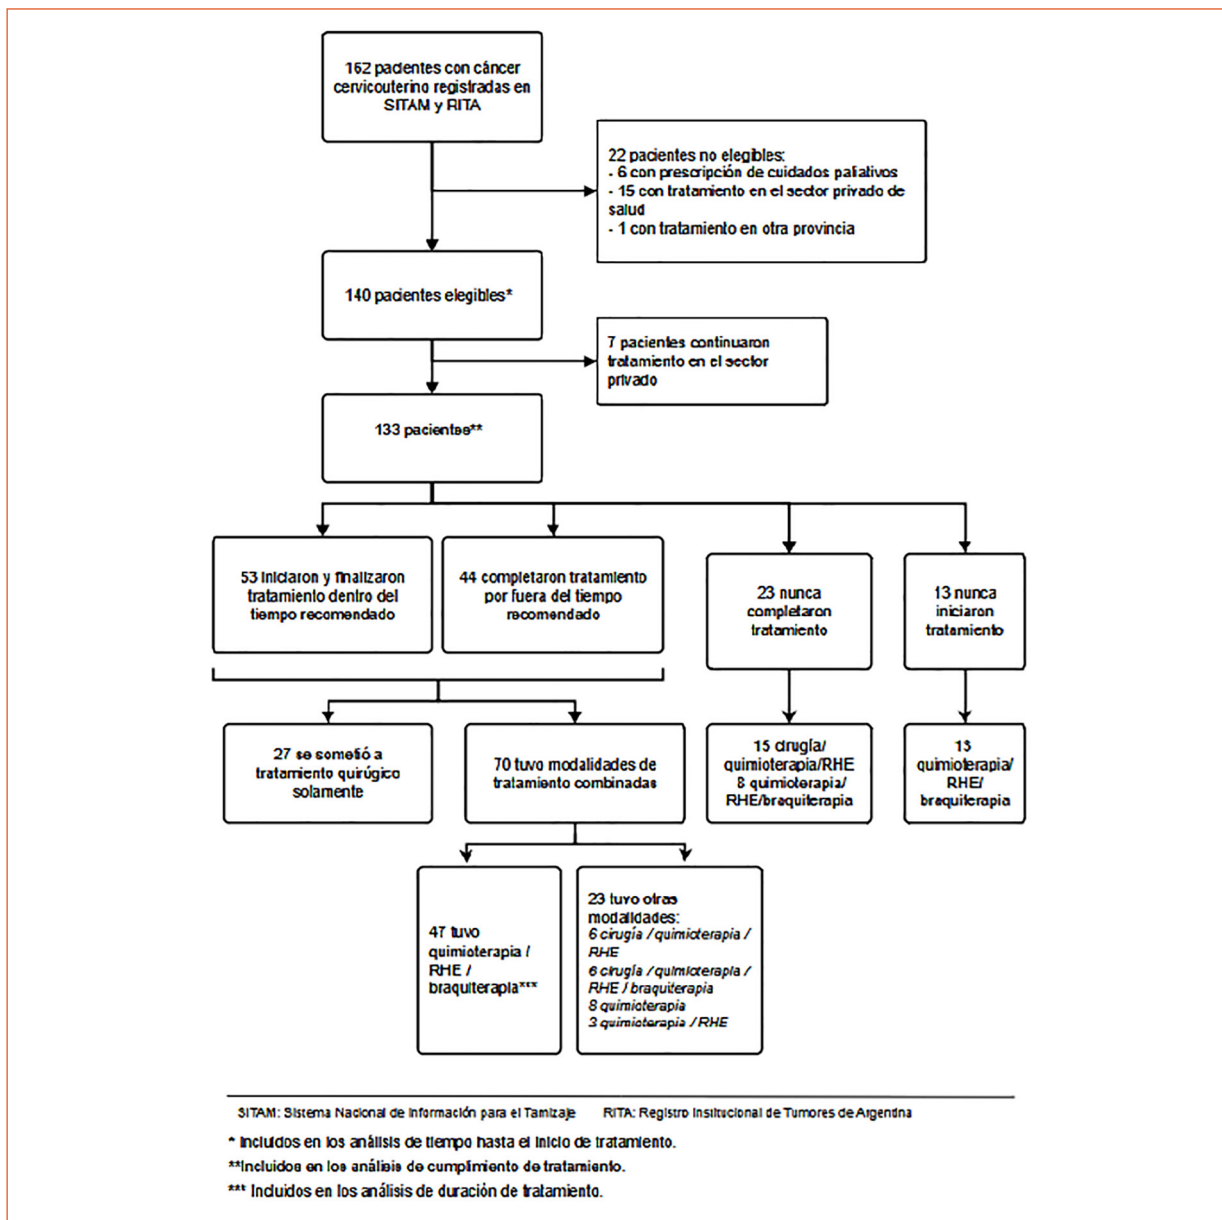 162 pacientes con cáncer
cervicouterino registradas en
SITAM y RITA
22 pacientes no elegibles:
- 6 con prescripción de cuidados paliativos
- 15 con tratamiento en el sector privado de
salud
- 1 con tratamiento en otra provincia
140 pacientes elegibles*
7 pacientes continuaron
tratamiento en el sector
privado
133 pacientes**
53 iniciaron y finalizaron
tratamiento dentro del
tiempo recomendado
44 completaron tratamiento
por fuera del tiempo
recomendado
23 nunca
completaron
tratamiento
13 nunca
iniciaron
tratamiento
27 se sometió a
tratamiento quirúgico
solamente
70 tuvo modalidades de
tratamiento combinadas
15 cirugía/
quimioterapia/RHE
8 quimioterapia/
RHE/braquiterapia
13
quimioterapia/
RHE/
braquiterapia
47 tuvo
quimioterapia /
RHE /
braquiterapia***
23 tuvo otras
modalidades:
6 cirugía / quimioterapia /
RHE
6 cirugía / quimioterapia /
RHE / braquiterapia
8 quimioterapia
3 quimioterapia / RHE
SITAM: Sistema Nacional de Información para el Tamizaje RITA: Registro Institucional de Tumores de Argentina
* Incluidos en los análisis de tiempo hasta el inicio de tratamiento.
**Incluidos en los análisis de cumplimiento de tratamiento.
*** Incluidos en los análisis de duración de tratamiento.